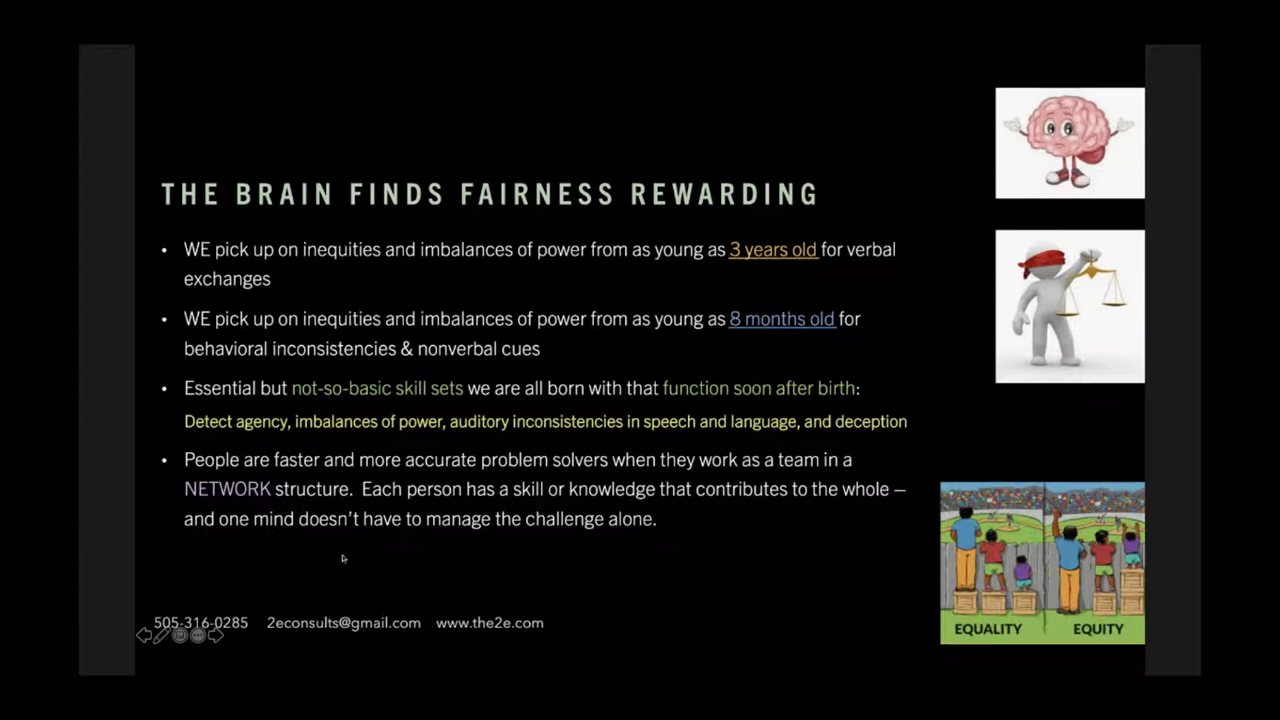 THE BRAIN FINDS FAIRNESS REWARDING
• WE pick up on inequities and imbalances of power from as young as 3 years old for verbal
exchanges
• WE pick up on inequities and imbalances of power from as young as 8 months old for
behavioral inconsistencies & nonverbal cues
• Essential but not-so-basic skill sets we are all born with that function soon after birth:
Detect agency, imbalances of power, auditory inconsistencies in speech and language, and deception
• People are faster and more accurate problem solvers when they work as a team in a
NETWORK structure. Each person has a skill or knowledge that contributes to the whole –
and one mind doesn't have to manage the challenge alone.
EQUALITY EQUITY
505-316-0285 2econsults@gmail.com www.the2e.com